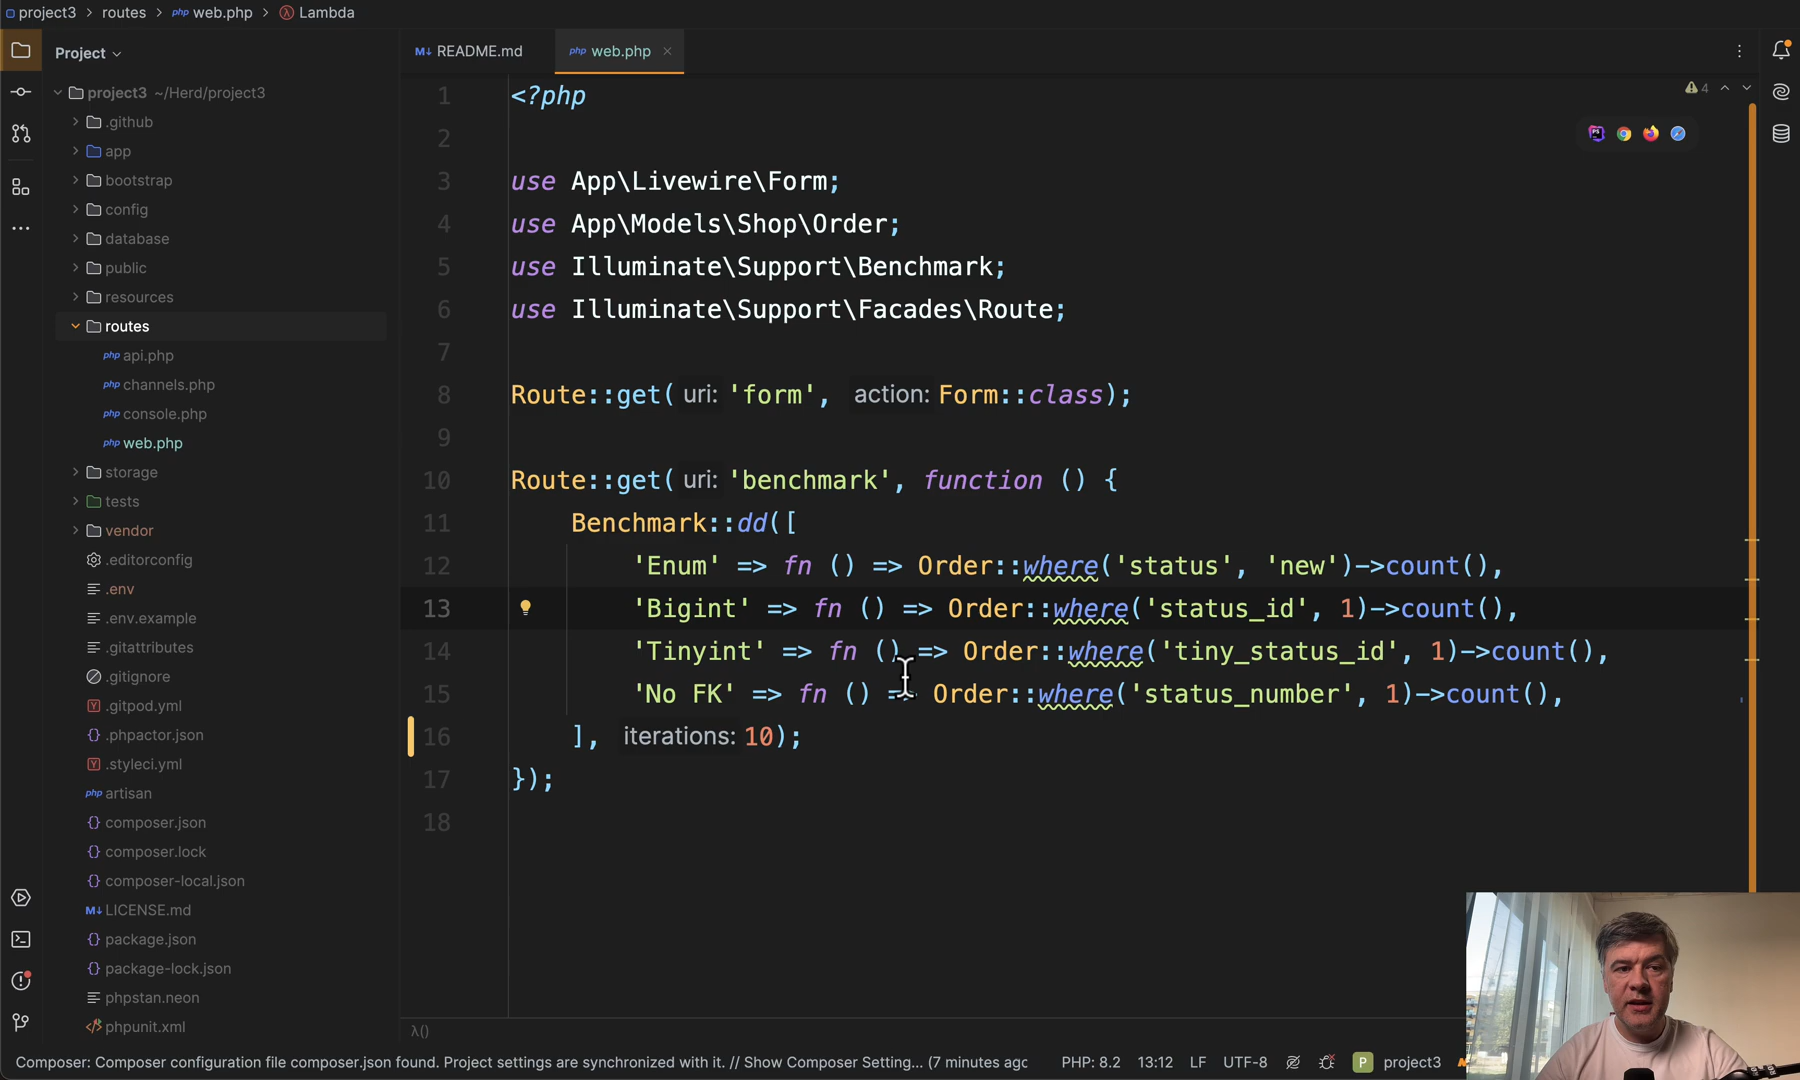 project3 > routes > php web.php > λ Lambda
Project
M↓ README.md
php web.php ×
project3 ~/Herd/project3
.github
app
bootstrap
config
database
public
resources
routes
php api.php
php channels.php
php console.php
php web.php
storage
tests
vendor
.editorconfig
.env
.env.example
.gitattributes
.gitignore
Y .gitpod.yml
.phpactor.json
Y .styleci.yml
php artisan
{} composer.json
{} composer.lock
{} composer-local.json
M↓ LICENSE.md
{} package.json
{} package-lock.json
phpstan.neon
</> phpunit.xml
4
PS
1 <?php
2
3 use App\Livewire\Form;
4 use App\Models\Shop\Order;
5 use Illuminate\Support\Benchmark;
6 use Illuminate\Support\Facades\Route;
7
8 Route::get( uri: 'form', action: Form::class);
9
10 Route::get( uri: 'benchmark', function () {
11 Benchmark::dd([
12 'Enum' => fn () => Order::where('status', 'new')->count(),
13 'Bigint' => fn () => Order::where('status_id', 1)->count(),
14 'Tinyint' => fn () => Order::where('tiny_status_id', 1)->count(),
15 'No FK' => fn () => Order::where('status_number', 1)->count(),
16 ], iterations: 10);
17 });
18
λ()
Composer: Composer configuration file composer.json found. Project settings are synchronized with it. // Show Composer Setting... (7 minutes agc
PHP: 8.2 13:12 LF UTF-8 P project3